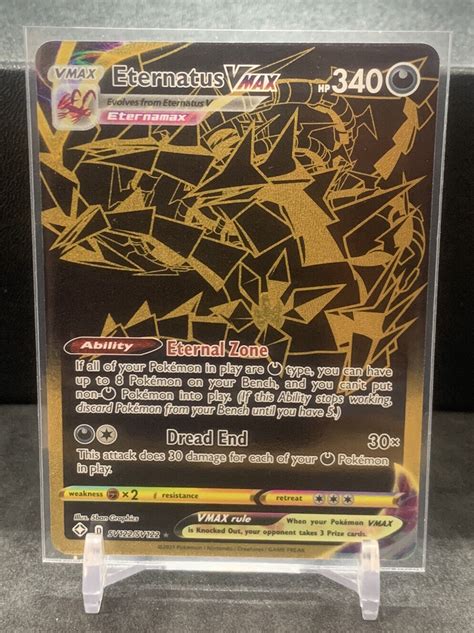 VMAX Eternatus VMAX HP 340
Evolves from Eternatus V
Eternamax
Ability Eternal Zone
If all of your Pokémon in play are type, you can have
up to 8 Pokémon on your Bench, and you can't put
non- Pokémon into play. (If this Ability stops working,
discard Pokémon from your Bench until you have 5.)
Dread End 30×
This attack does 30 damage for each of your Pokémon
in play.
weakness ×2 resistance retreat
Illus. 5ban Graphics
VMAX rule When your Pokémon VMAX
is Knocked Out, your opponent takes 3 Prize cards.
D SV122/SV122 ★
©2021 Pokémon / Nintendo / Creatures / GAME FREAK